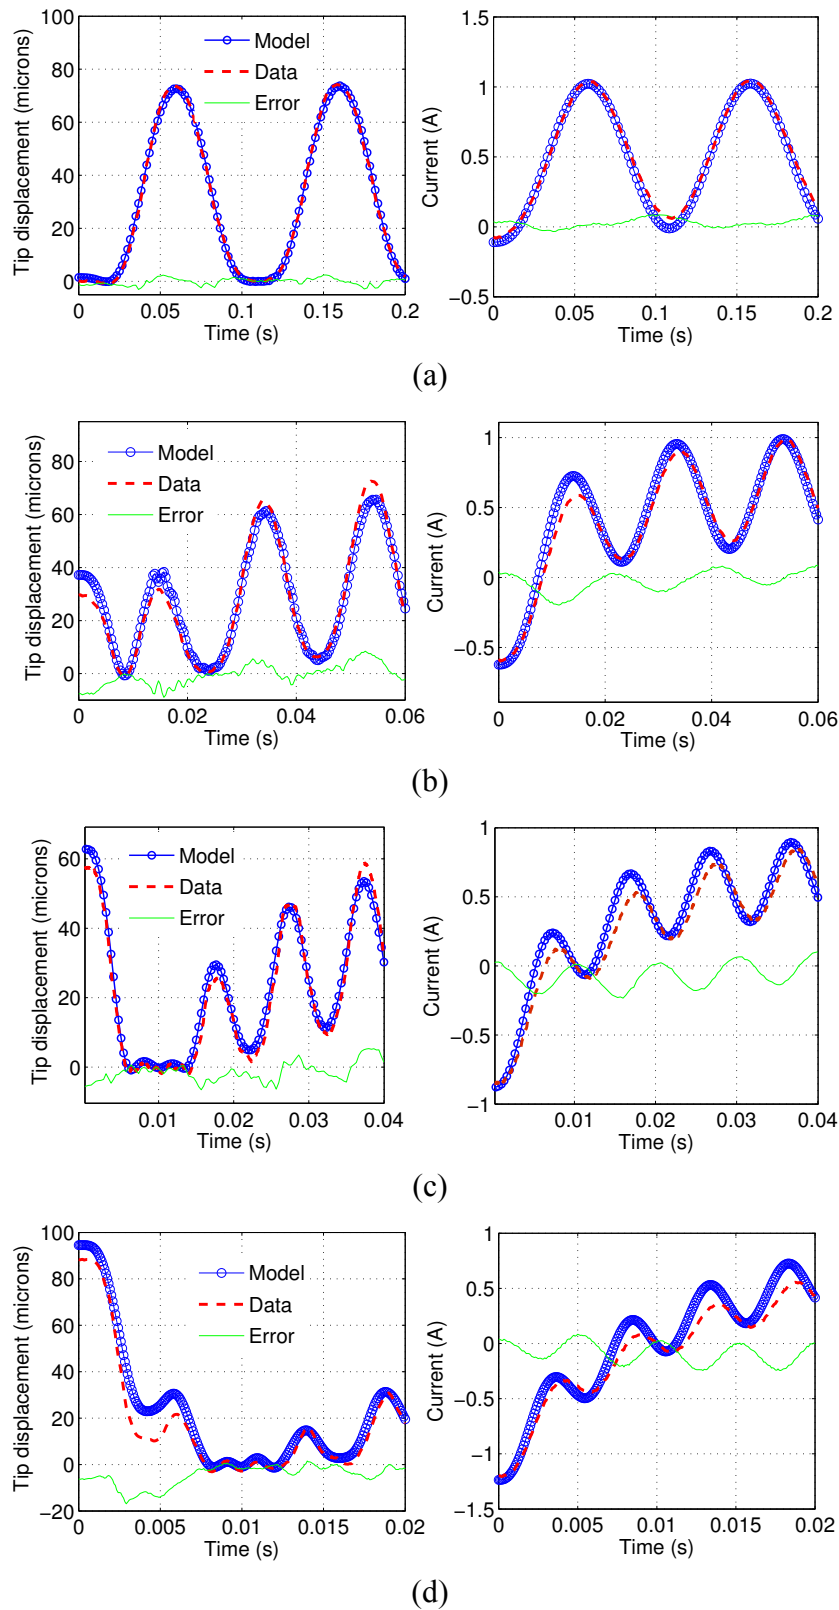 100
80
60
40
20
0
Tip displacement (microns)
Model
Data
Error
0 0.05 0.1 0.15 0.2
Time (s)
1.5
1
0.5
0
−0.5
Current (A)
0 0.05 0.1 0.15 0.2
Time (s)
(a)
80
60
40
20
0
Tip displacement (microns)
Model
Data
Error
0 0.02 0.04 0.06
Time (s)
1
0.5
0
−0.5
Current (A)
0 0.02 0.04 0.06
Time (s)
(b)
60
40
20
0
Tip displacement (microns)
Model
Data
Error
0.01 0.02 0.03 0.04
Time (s)
1
0.5
0
−0.5
−1
Current (A)
0.01 0.02 0.03 0.04
Time (s)
(c)
100
80
60
40
20
0
−20
Tip displacement (microns)
Model
Data
Error
0 0.005 0.01 0.015 0.02
Time (s)
1
0.5
0
−0.5
−1
−1.5
Current (A)
0 0.005 0.01 0.015 0.02
Time (s)
(d)